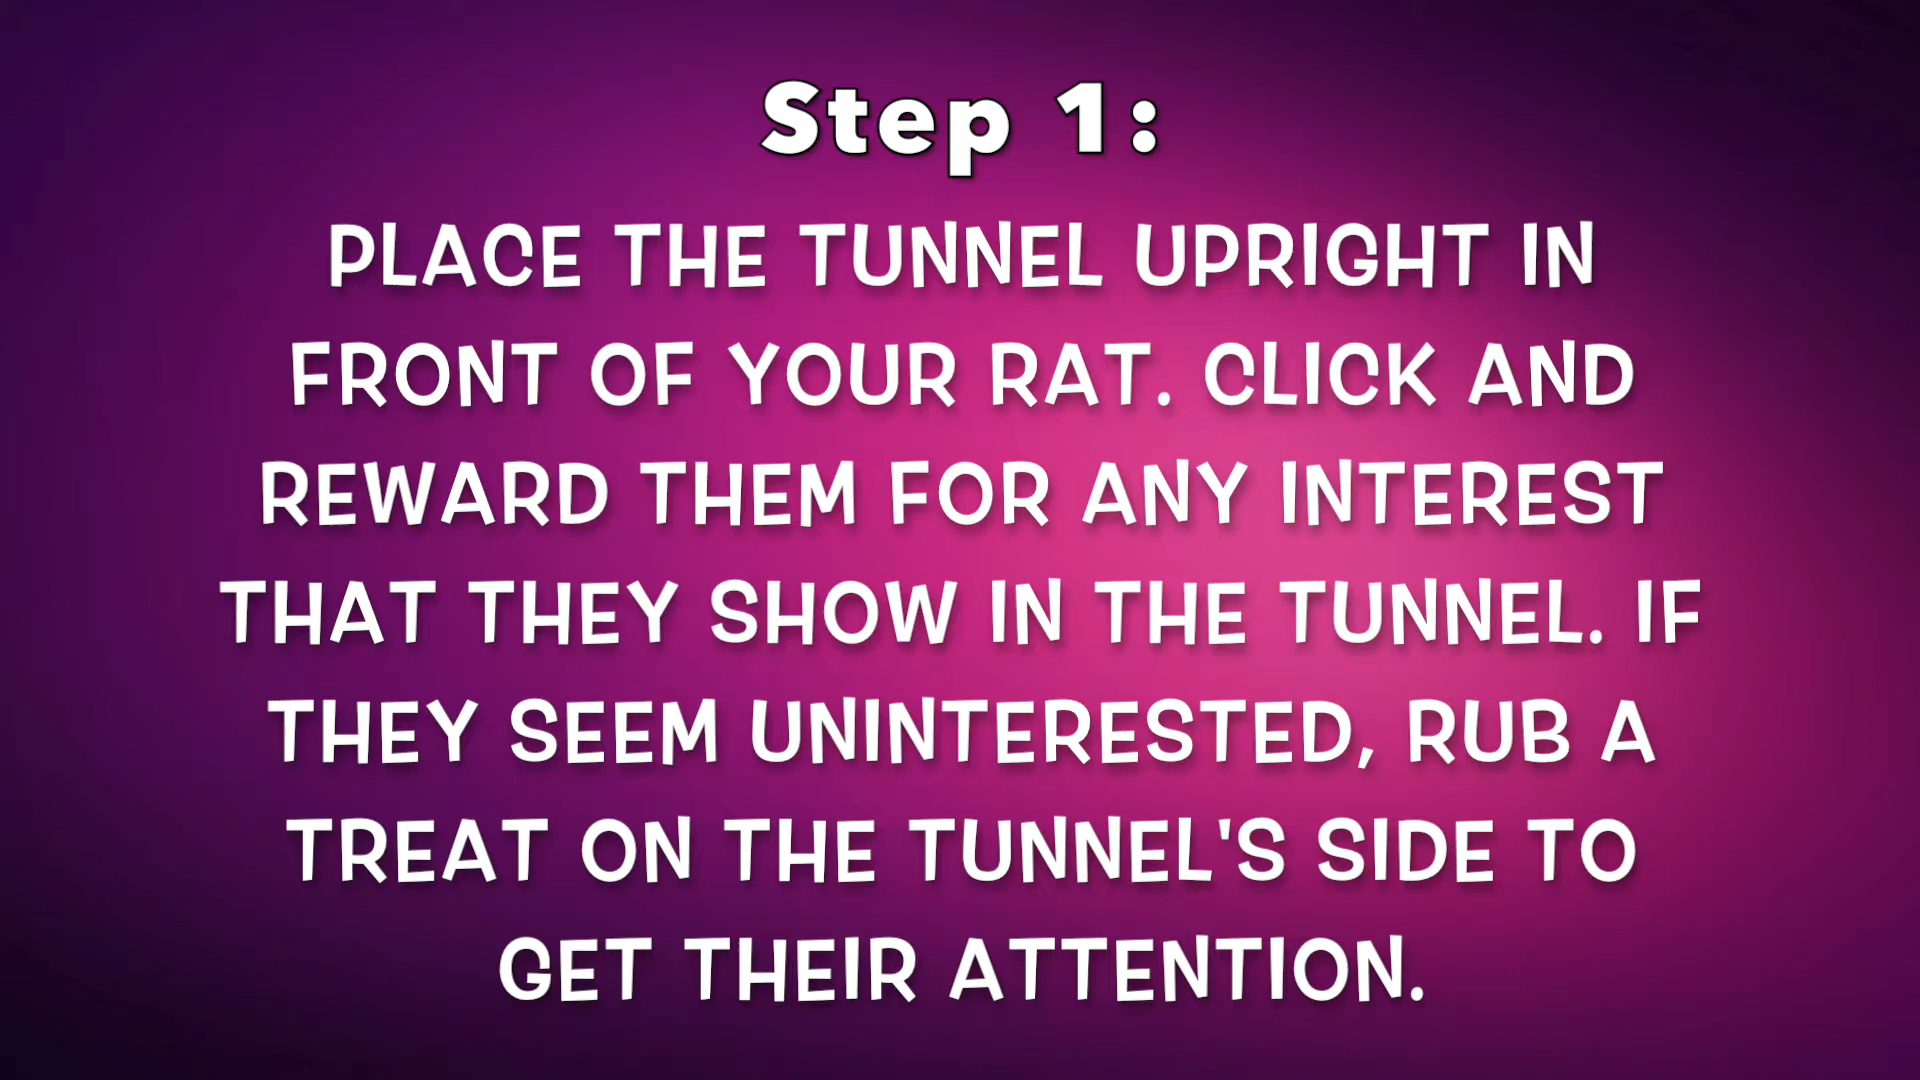 Step 1:
PLACE THE TUNNEL UPRIGHT IN
FRONT OF YOUR RAT. CLICK AND
REWARD THEM FOR ANY INTEREST
THAT THEY SHOW IN THE TUNNEL. IF
THEY SEEM UNINTERESTED, RUB A
TREAT ON THE TUNNEL'S SIDE TO
GET THEIR ATTENTION.